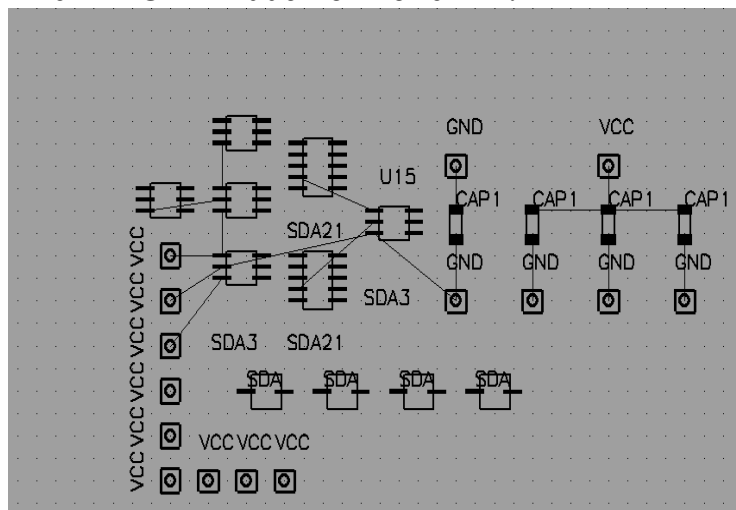 GND VCC
U15
CAP1 CAP1 CAP1 CAP1
SDA21
VCC
GND GND GND GND
VCC
SDA3
VCC
SDA3 SDA21
VCC
SDA SDA SDA SDA
VCC
VCC VCC VCC
VCC